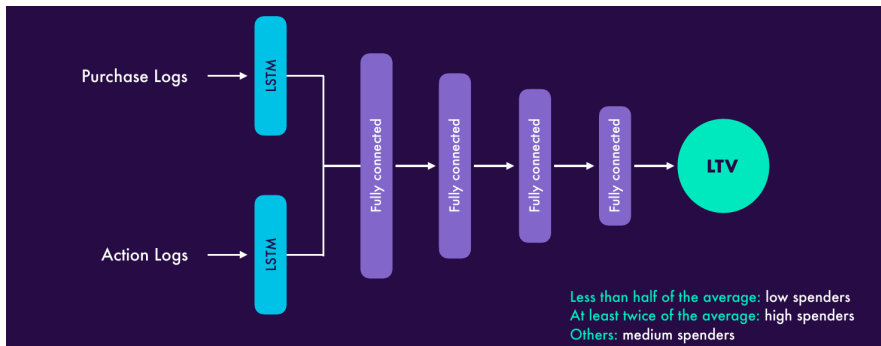 Purchase Logs
LSTM
Action Logs
LSTM
Fully connected
Fully connected
Fully connected
Fully connected
LTV
Less than half of the average: low spenders
At least twice of the average: high spenders
Others: medium spenders